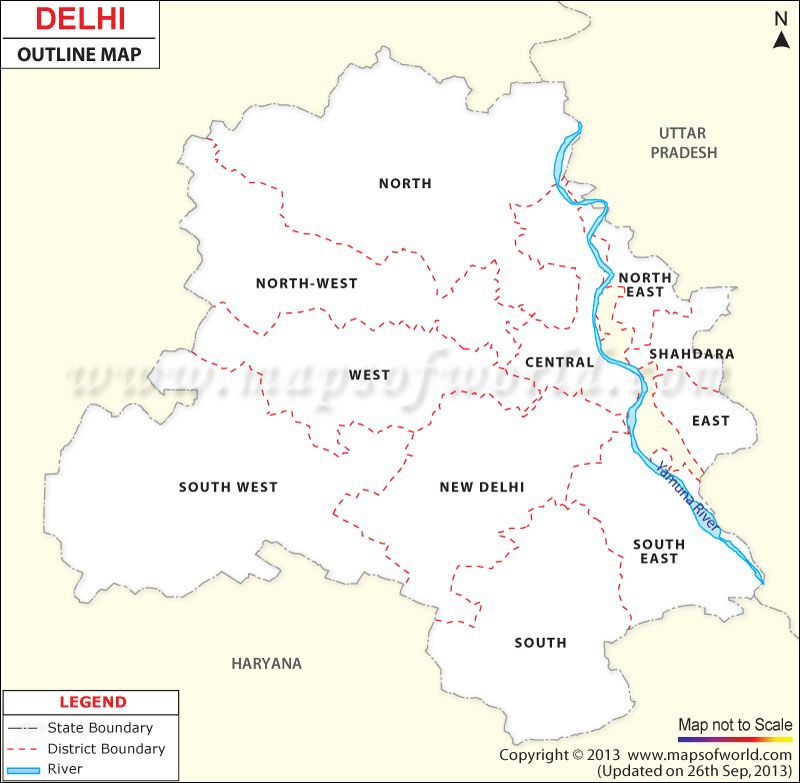 DELHI
OUTLINE MAP
N
UTTAR
PRADESH
NORTH
NORTH-WEST
NORTH
EAST
SHAHDARA
CENTRAL
WEST
www.mapsofworld.com
EAST
SOUTH WEST
NEW DELHI
Yamuna River
SOUTH
EAST
SOUTH
HARYANA
LEGEND
State Boundary
District Boundary
River
Map not to Scale
Copyright © 2013 www.mapsofworld.com
(Updated on 26th Sep, 2013)